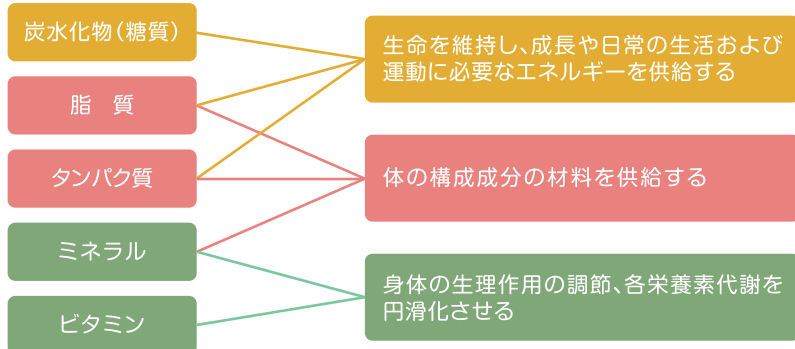 炭水化物(糖質)
脂 質
タンパク質
ミネラル
ビタミン
生命を維持し、成長や日常の生活および
運動に必要なエネルギーを供給する
体の構成成分の材料を供給する
身体の生理作用の調節、各栄養素代謝を
円滑化させる